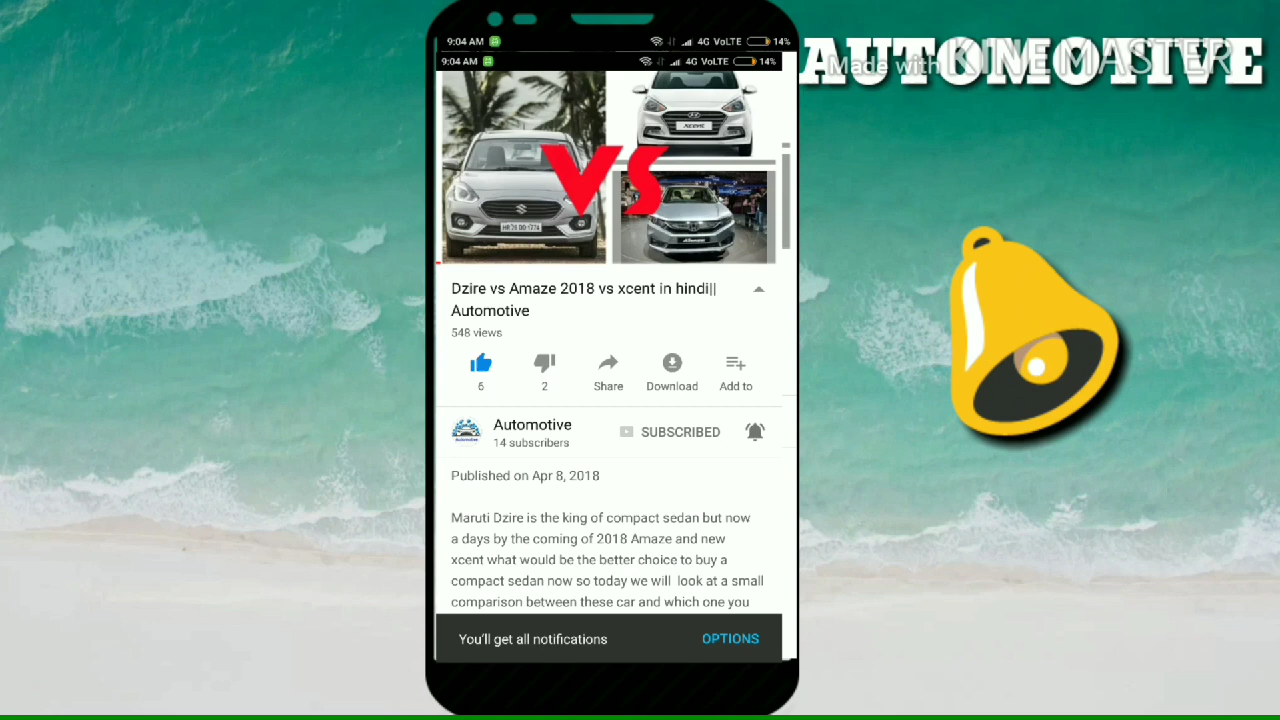 9:04 AM 4G VoLTE 14%
9:04 AM 4G VoLTE 14%
AUTOMOTIVE
Made with KINEMASTER
VS
Dzire vs Amaze 2018 vs xcent in hindi||
Automotive
548 views
6
2
Share
Download
Add to
Automotive
14 subscribers
SUBSCRIBED
Published on Apr 8, 2018
Maruti Dzire is the king of compact sedan but now
a days by the coming of 2018 Amaze and new
xcent what would be the better choice to buy a
compact sedan now so today we will look at a small
comparison between these car and which one you
You'll get all notifications
OPTIONS